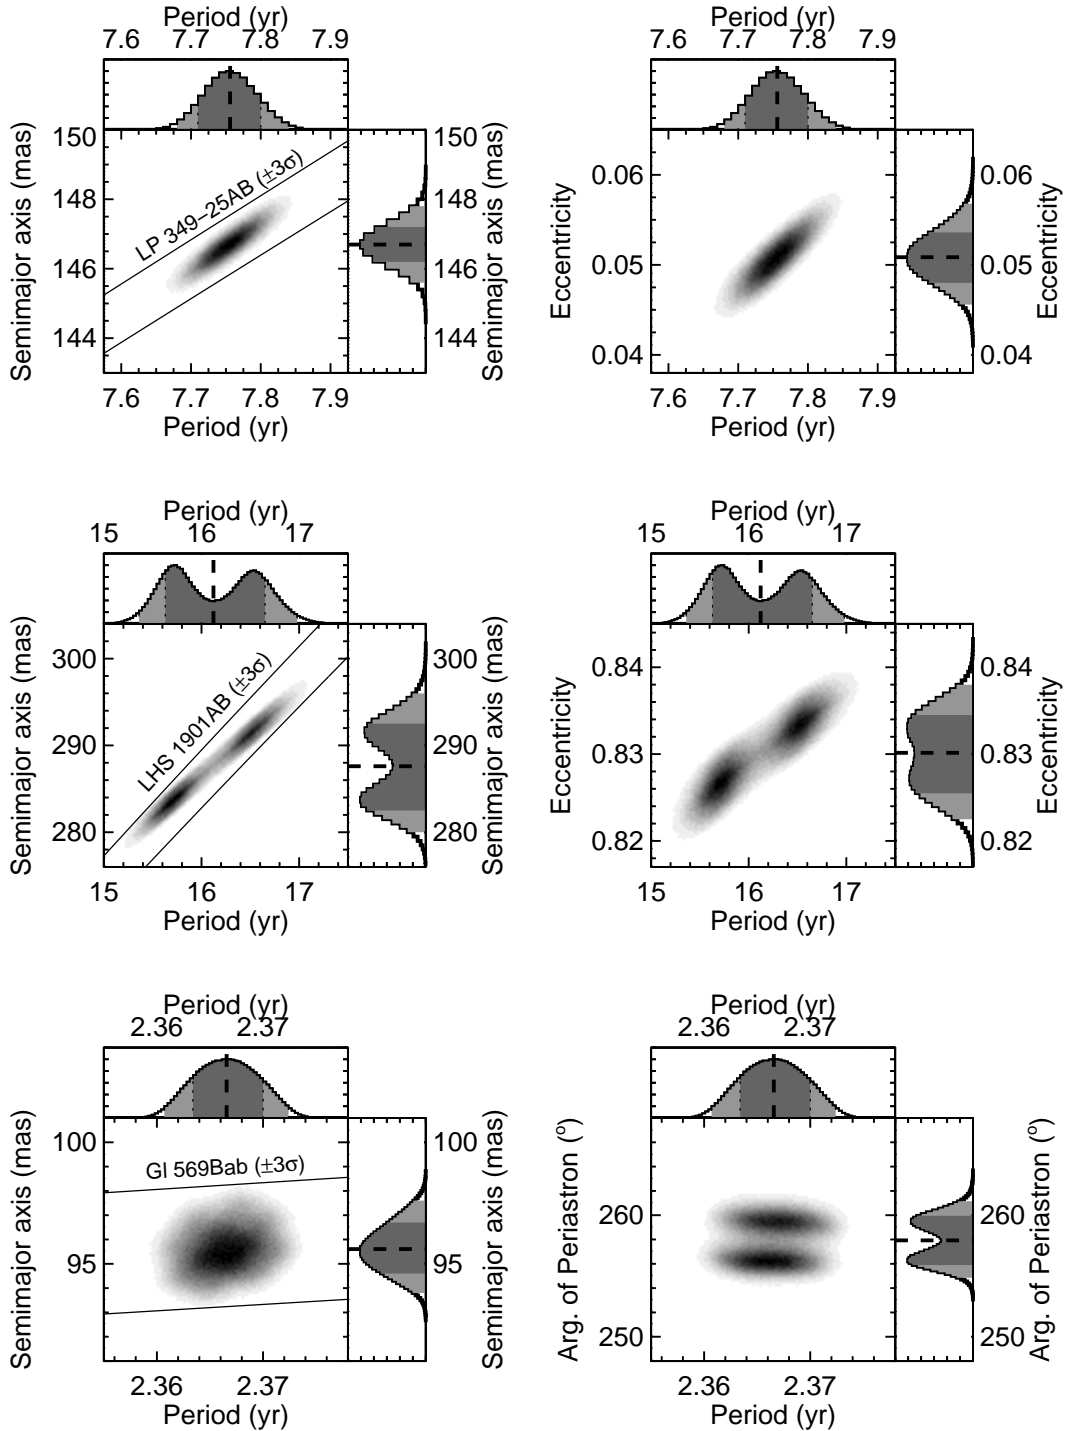 Period (yr)
7.6 7.7 7.8 7.9
Semimajor axis (mas)
150
148
146
144
LP 349−25AB (±3σ)
150
148
146
144
Semimajor axis (mas)
7.6 7.7 7.8 7.9
Period (yr)
Period (yr)
7.6 7.7 7.8 7.9
Eccentricity
0.06
0.05
0.04
0.06
0.05
0.04
Eccentricity
7.6 7.7 7.8 7.9
Period (yr)
Period (yr)
15 16 17
Semimajor axis (mas)
300
290
280
LHS 1901AB (±3σ)
300
290
280
Semimajor axis (mas)
15 16 17
Period (yr)
Period (yr)
15 16 17
Eccentricity
0.84
0.83
0.82
0.84
0.83
0.82
Eccentricity
15 16 17
Period (yr)
Period (yr)
2.36 2.37
Semimajor axis (mas)
100
95
Gl 569Bab (±3σ)
100
95
Semimajor axis (mas)
2.36 2.37
Period (yr)
Period (yr)
2.36 2.37
Arg. of Periastron (°)
260
250
260
250
Arg. of Periastron (°)
2.36 2.37
Period (yr)